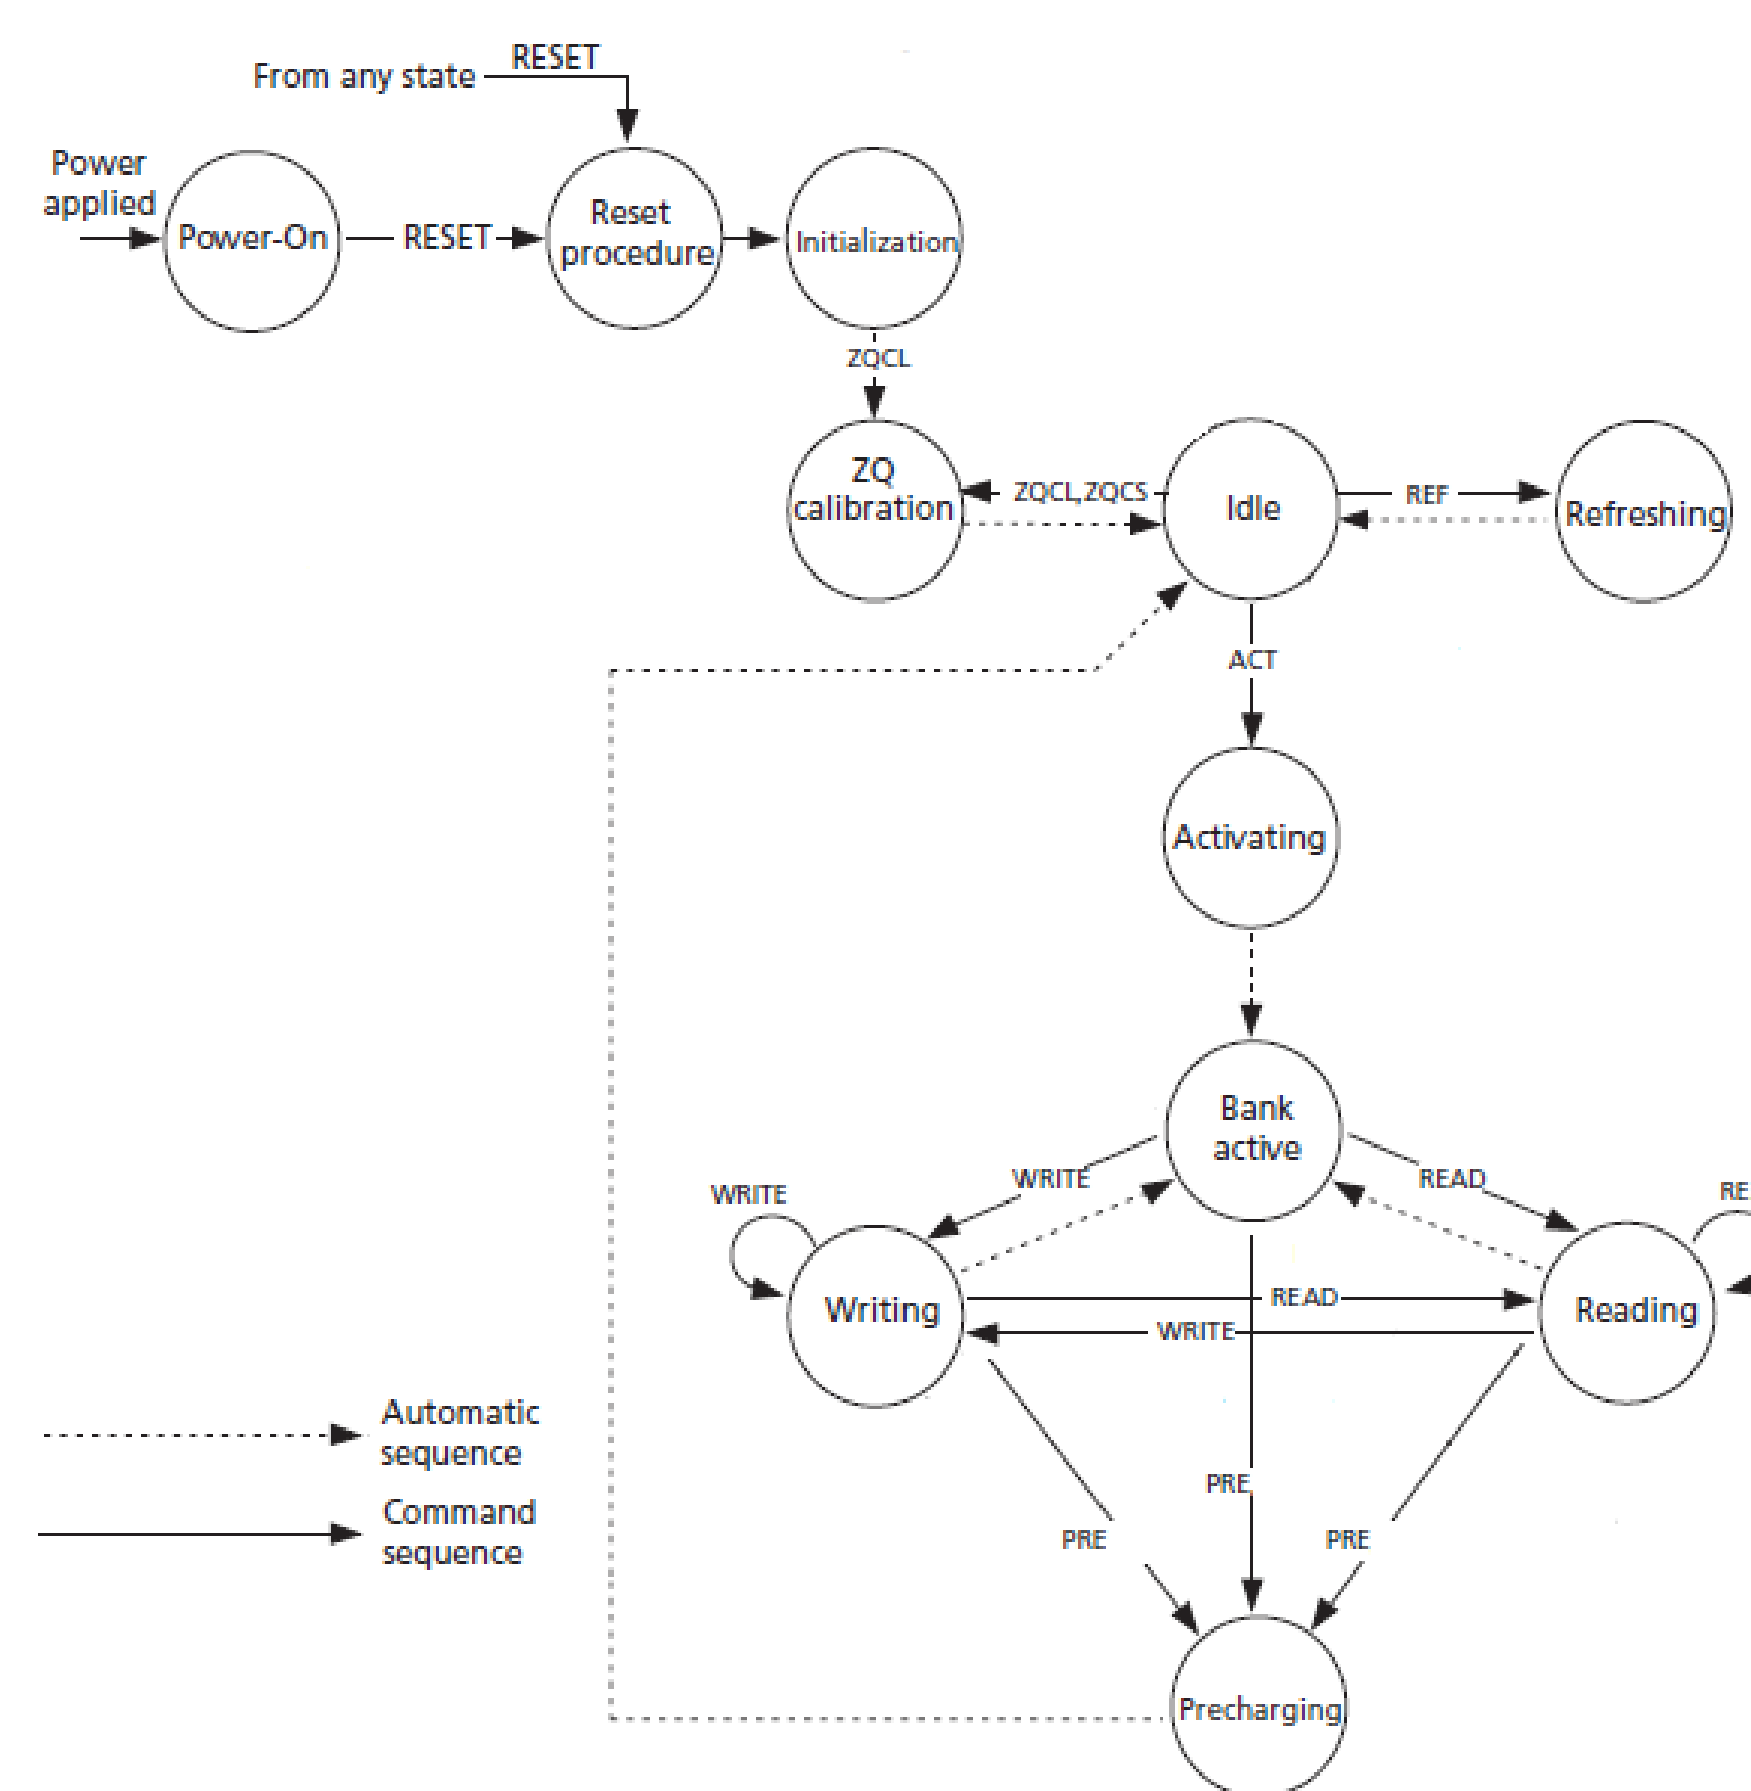 RESET
From any state
Power
applied
Power-On
RESET
Reset
procedure
Initialization
ZQCL
ZQ
calibration
ZQCL,ZQCS
Idle
REF
Refreshing
ACT
Activating
Bank
active
WRITE
READ
WRITE
RE
Writing
READ
WRITE
Reading
Automatic
sequence
Command
sequence
PRE
PRE
PRE
Precharging